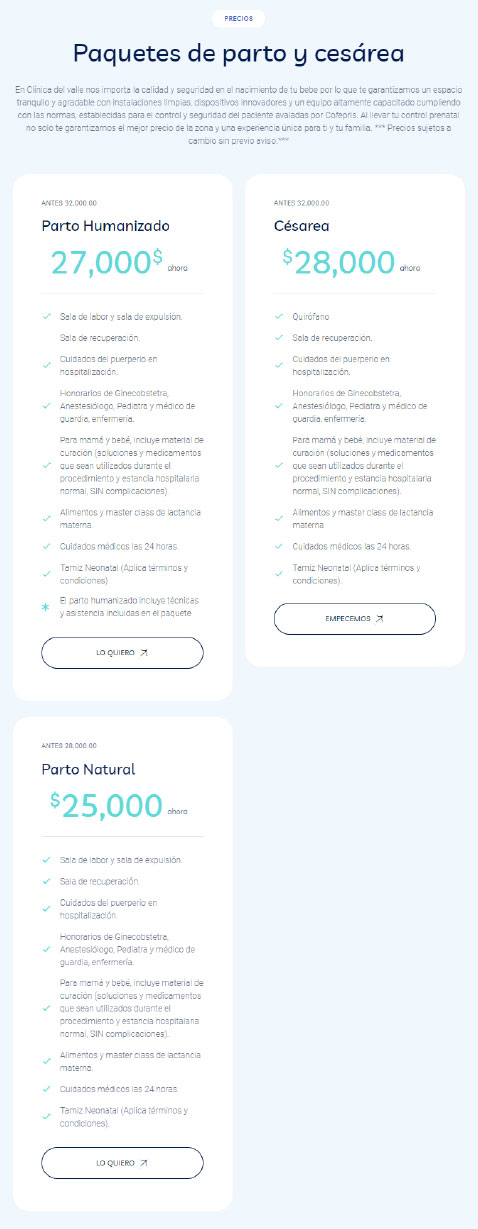 PRECIOS
Paquetes de parto y cesárea
En Clínica del valle nos importa la calidad y seguridad en el nacimiento de tu bebe por lo que te garantizamos un espacio
tranquilo y agradable con instalaciones limpias, dispositivos innovadores y un equipo altamente capacitado cumpliendo
con las normas, establecidas para el control y seguridad del paciente avaladas por Cofepris. Al llevar tu control prenatal
no solo te garantizamos el mejor precio de la zona y una experiencia única para ti y tu familia. *** Precios sujetos a
cambio sin previo aviso.***
ANTES 32,000.00
Parto Humanizado
27,000$ ahora
Sala de labor y sala de expulsión.
Sala de recuperación.
Cuidados del puerperio en
hospitalización.
Honorarios de Ginecobstetra,
Anestesiólogo, Pediatra y médico de
guardia, enfermería.
Para mamá y bebé, incluye material de
curación (soluciones y medicamentos
que sean utilizados durante el
procedimiento y estancia hospitalaria
normal, SIN complicaciones).
Alimentos y master class de lactancia
materna.
Cuidados médicos las 24 horas.
Tamiz Neonatal (Aplica términos y
condiciones)
El parto humanizado incluye técnicas
y asistencia incluidas en el paquete
LO QUIERO
ANTES 32,000.00
Césarea
$28,000 ahora
Quirófano
Sala de recuperación.
Cuidados del puerperio en
hospitalización.
Honorarios de Ginecobstetra,
Anestesiólogo, Pediatra y médico de
guardia, enfermería.
Para mamá y bebé, incluye material de
curación (soluciones y medicamentos
que sean utilizados durante el
procedimiento y estancia hospitalaria
normal, SIN complicaciones).
Alimentos y master class de lactancia
materna
Cuidados médicos las 24 horas.
Tamiz Neonatal (Aplica términos y
condiciones).
EMPECEMOS
ANTES 28,000.00
Parto Natural
$25,000 ahora
Sala de labor y sala de expulsión.
Sala de recuperación.
Cuidados del puerperio en
hospitalización.
Honorarios de Ginecobstetra,
Anestesiólogo, Pediatra y médico de
guardia, enfermería.
Para mamá y bebé, incluye material de
curación (soluciones y medicamentos
que sean utilizados durante el
procedimiento y estancia hospitalaria
normal, SIN complicaciones).
Alimentos y master class de lactancia
materna.
Cuidados médicos las 24 horas.
Tamiz Neonatal (Aplica términos y
condiciones).
LO QUIERO